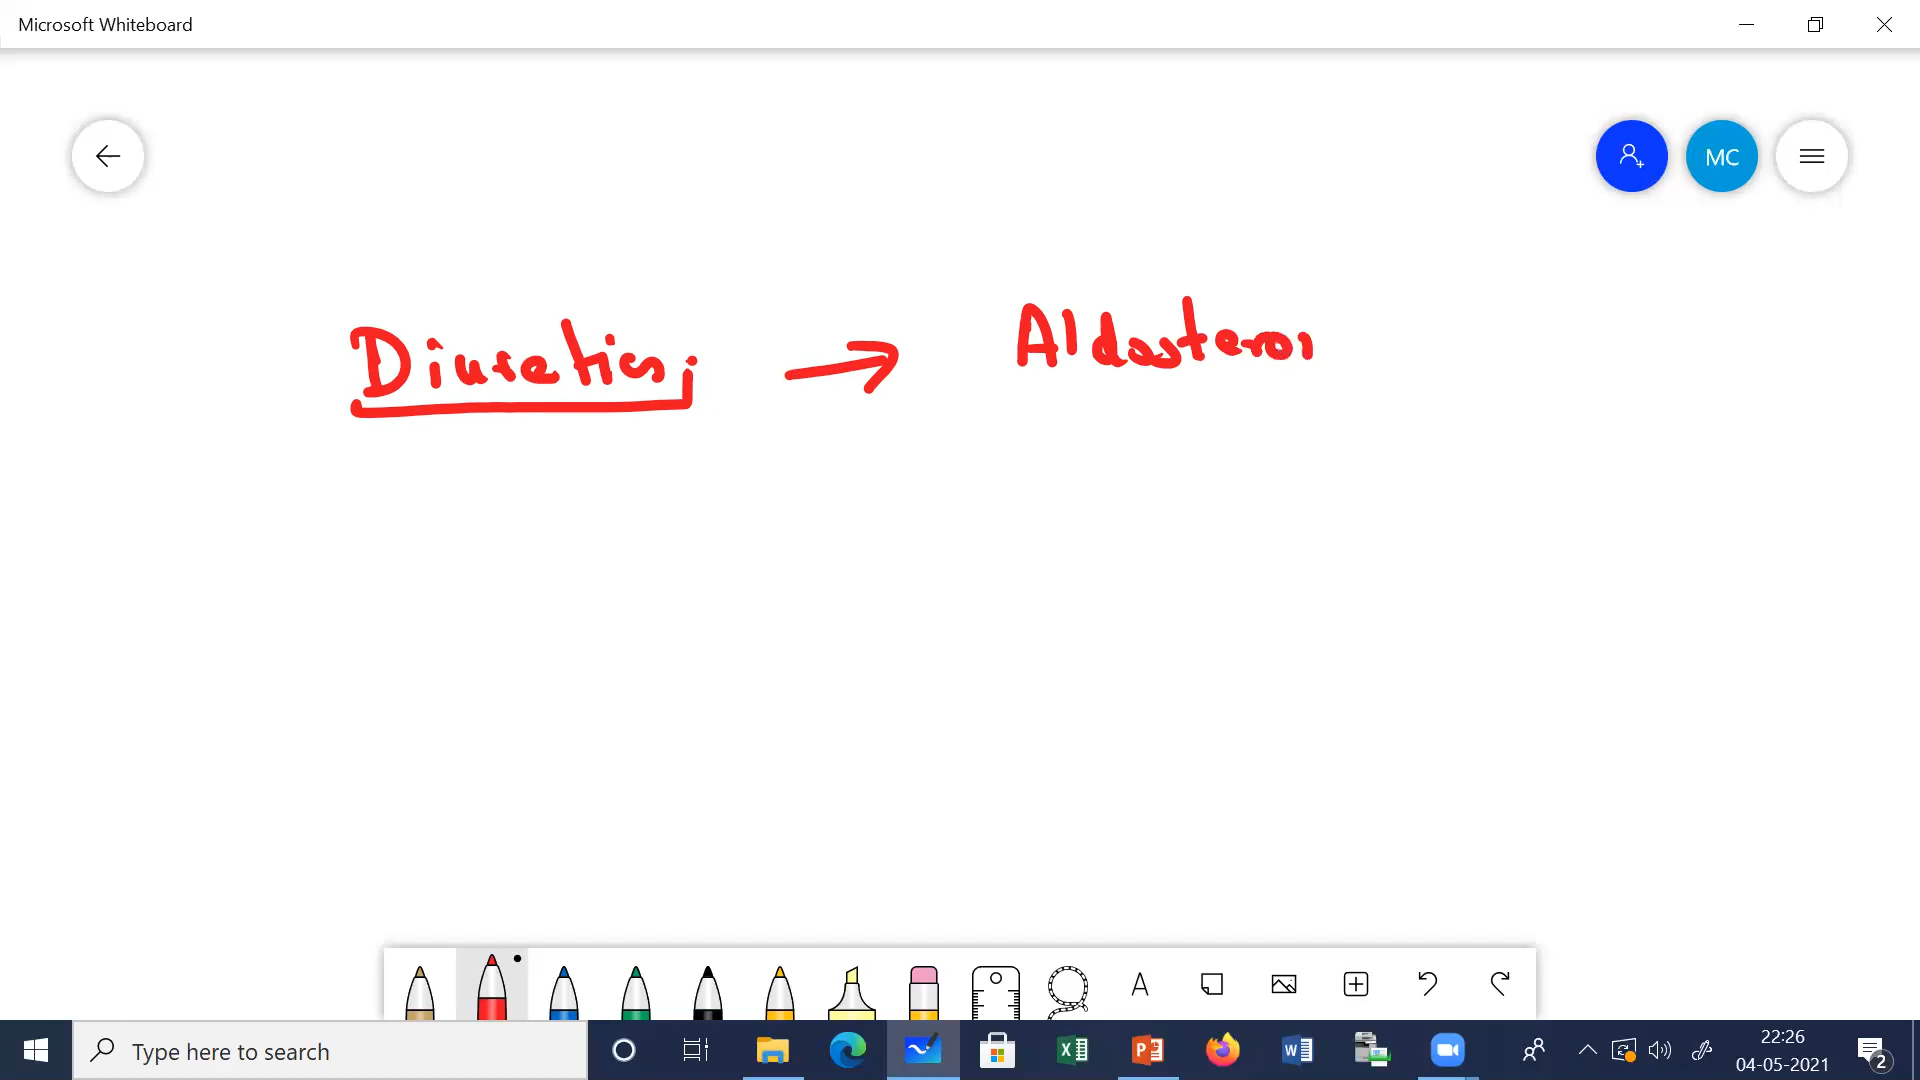 Microsoft Whiteboard
MC
Diuretics; → Aldosteron
A
Type here to search
22:26
04-05-2021
2